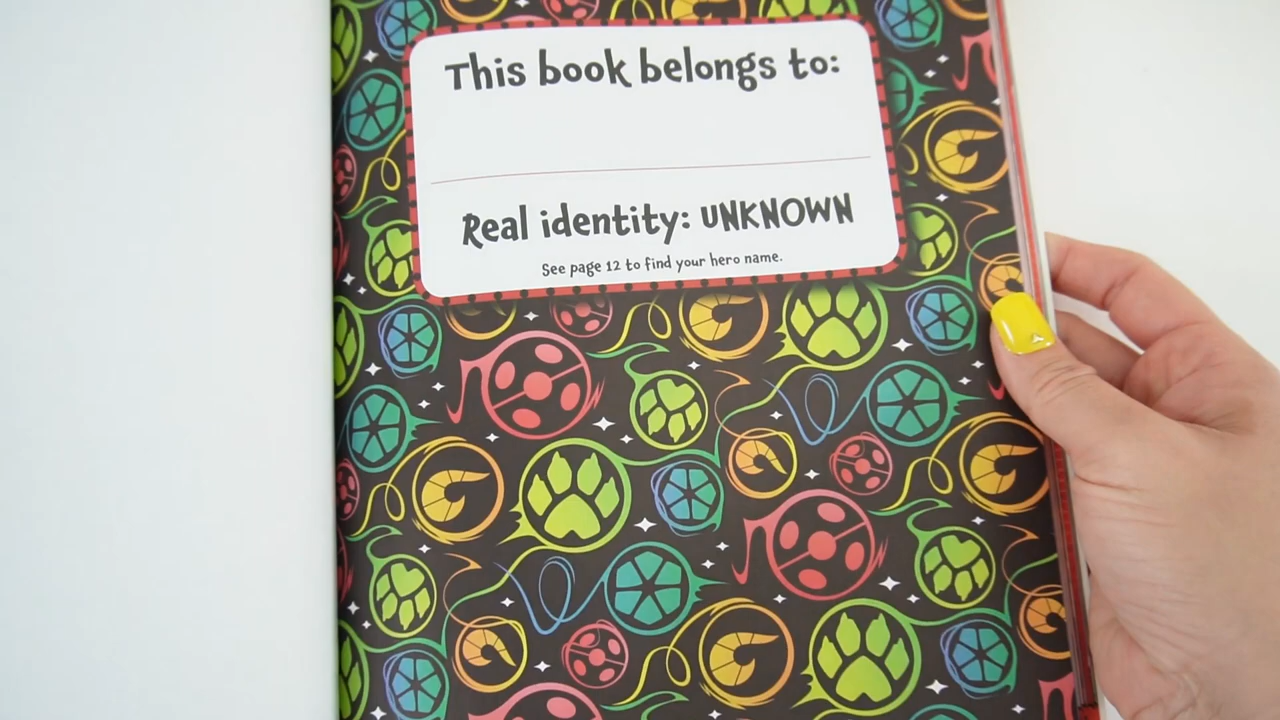 This book belongs to:
Real identity: UNKNOWN
See page 12 to find your hero name.